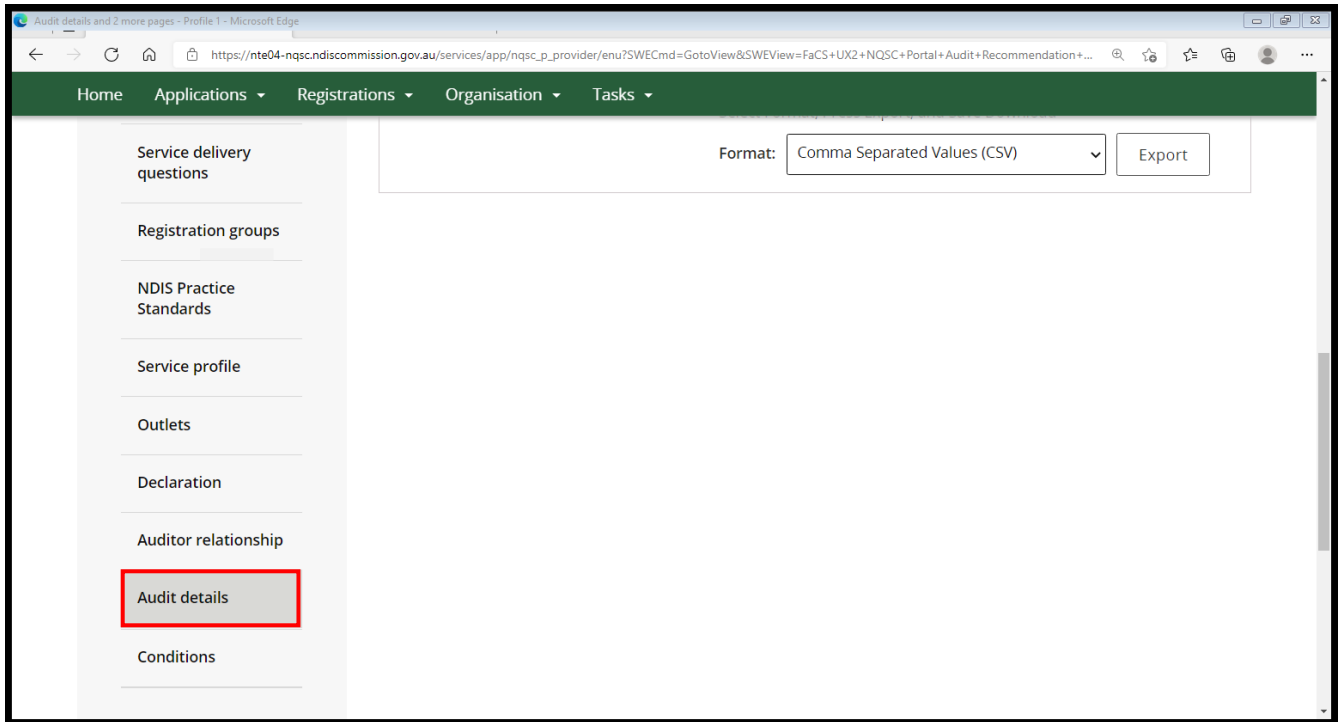 Audit details and 2 more pages - Profile 1 - Microsoft Edge
https://nte04-nqsc.ndiscommission.gov.au/services/app/nqsc_p_provider/enu?SWECmd=GotoView&SWEView=FaCS+UX2+NQSC+Portal+Audit+Recommendation+...
Home Applications Registrations Organisation Tasks
Service delivery
questions
Format: Comma Separated Values (CSV) Export
Registration groups
NDIS Practice
Standards
Service profile
Outlets
Declaration
Auditor relationship
Audit details
Conditions